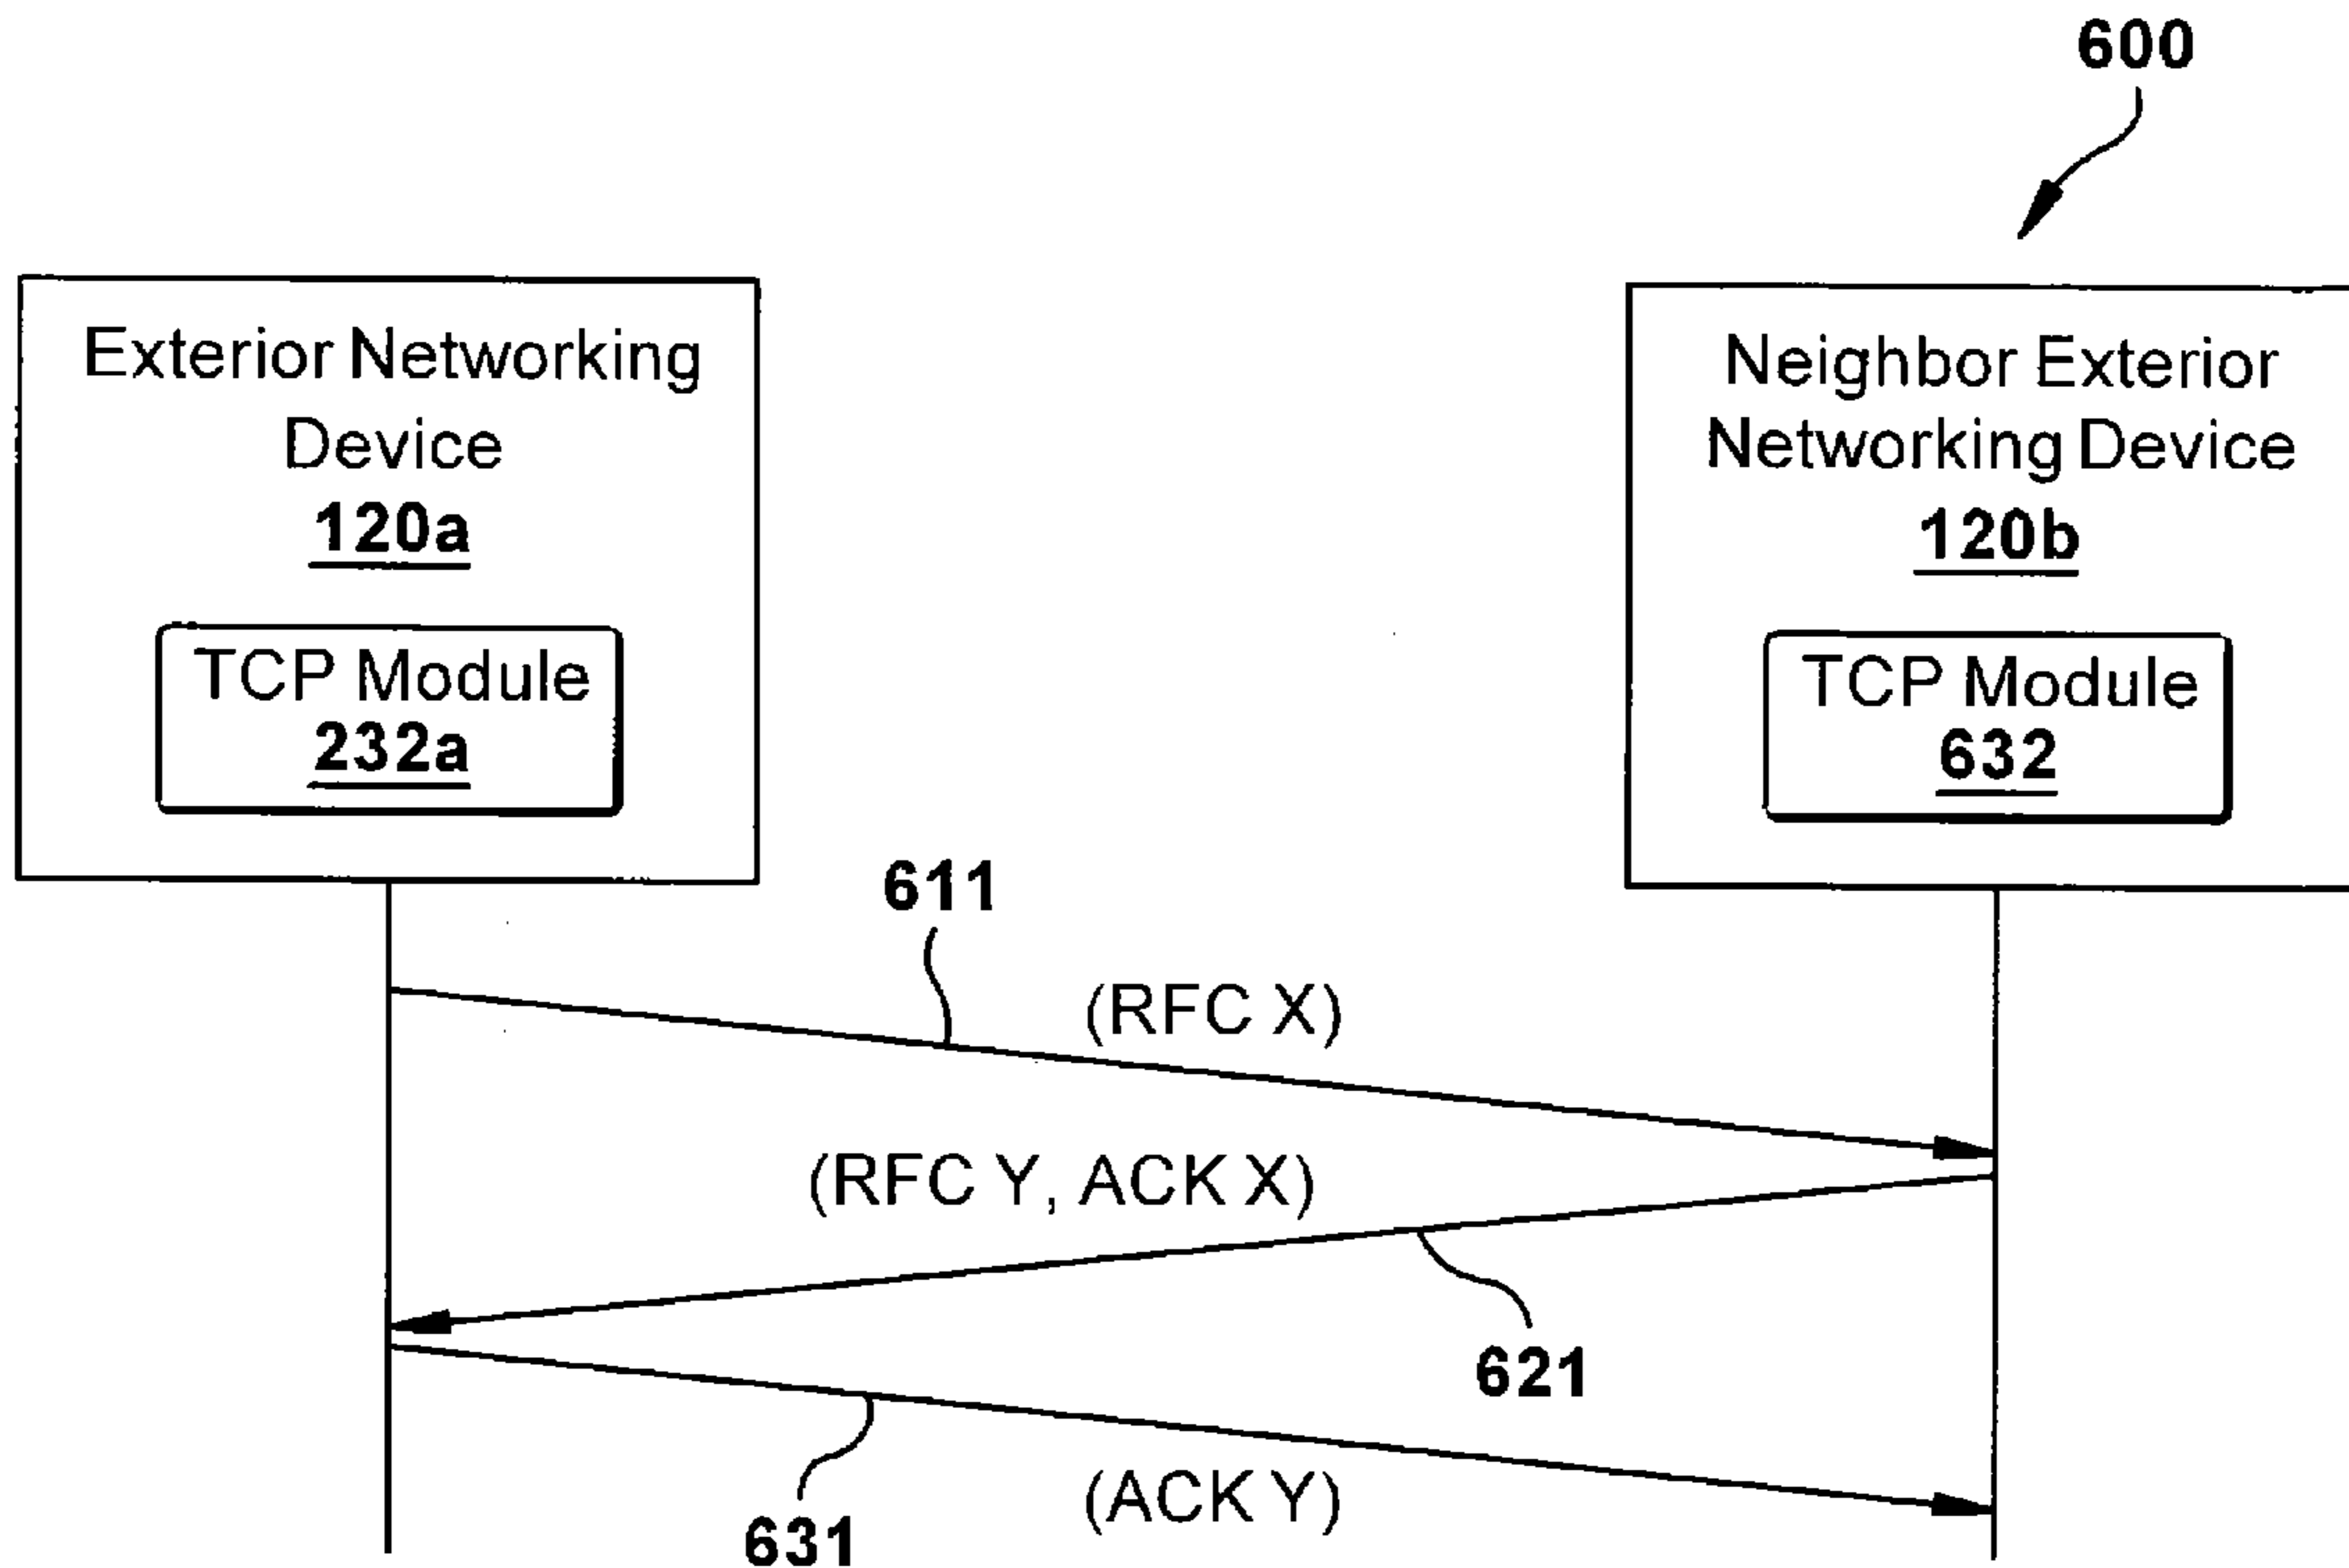 600
Exterior Networking
Device
120a
TCP Module
232a
Neighbor Exterior
Networking Device
120b
TCP Module
632
611
(RFC X)
(RFC Y, ACK X)
621
631
(ACK Y)